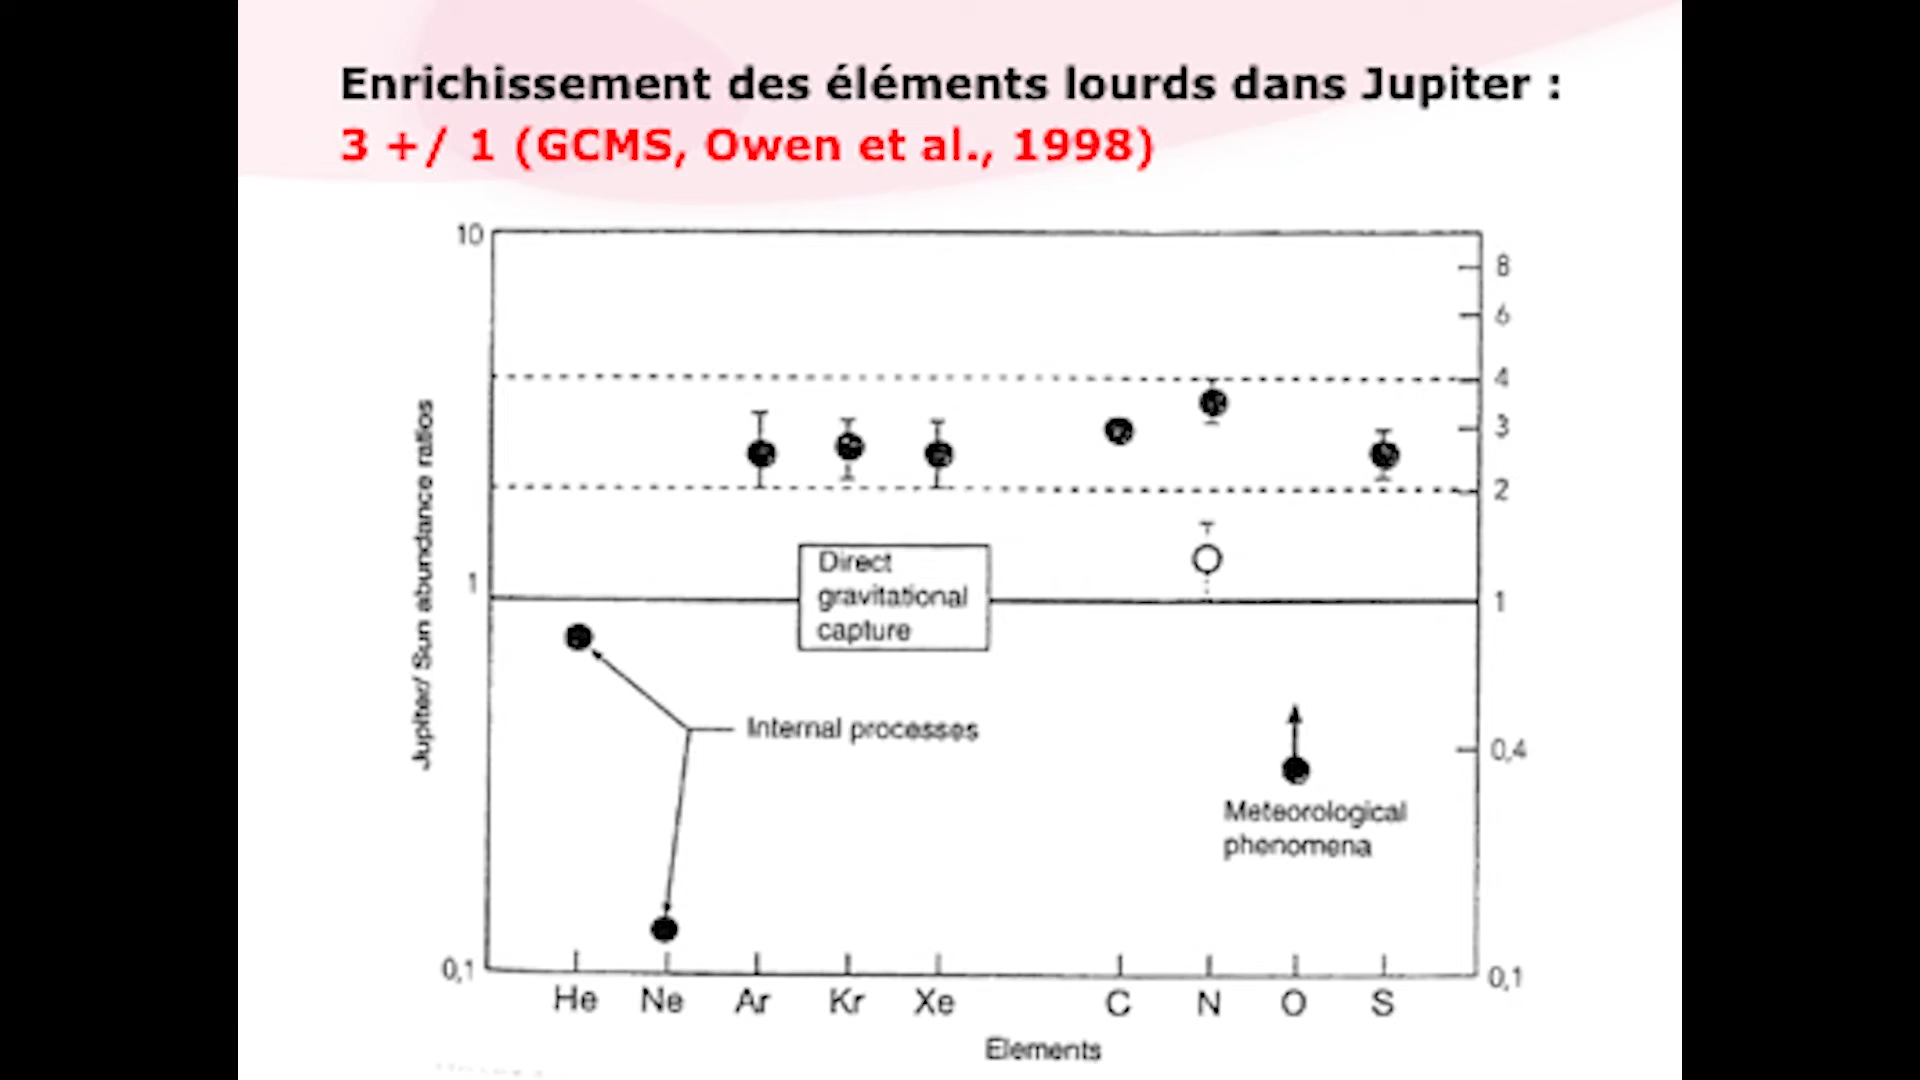 Enrichissement des éléments lourds dans Jupiter :
3 +/ 1 (GCMS, Owen et al., 1998)
10
8
6
4
3
2
1
1
0,4
0,1
0,1
Jupiter/ Sun abundance ratios
Direct
gravitational
capture
Internal processes
Meteorological
phenomena
He Ne Ar Kr Xe C N O S
Elements